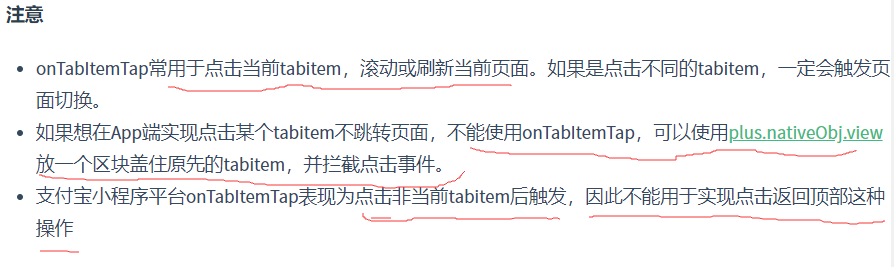 注意
onTabItemTap常用于点击当前tabitem，滚动或刷新当前页面。如果是点击不同的tabitem，一定会触发页
面切换。
如果想在App端实现点击某个tabitem不跳转页面，不能使用onTabItemTap，可以使用plus.nativeObj.view
放一个区块盖住原先的tabitem，并拦截点击事件。
支付宝小程序平台onTabItemTap表现为点击非当前tabitem后触发，因此不能用于实现点击返回顶部这种
操作